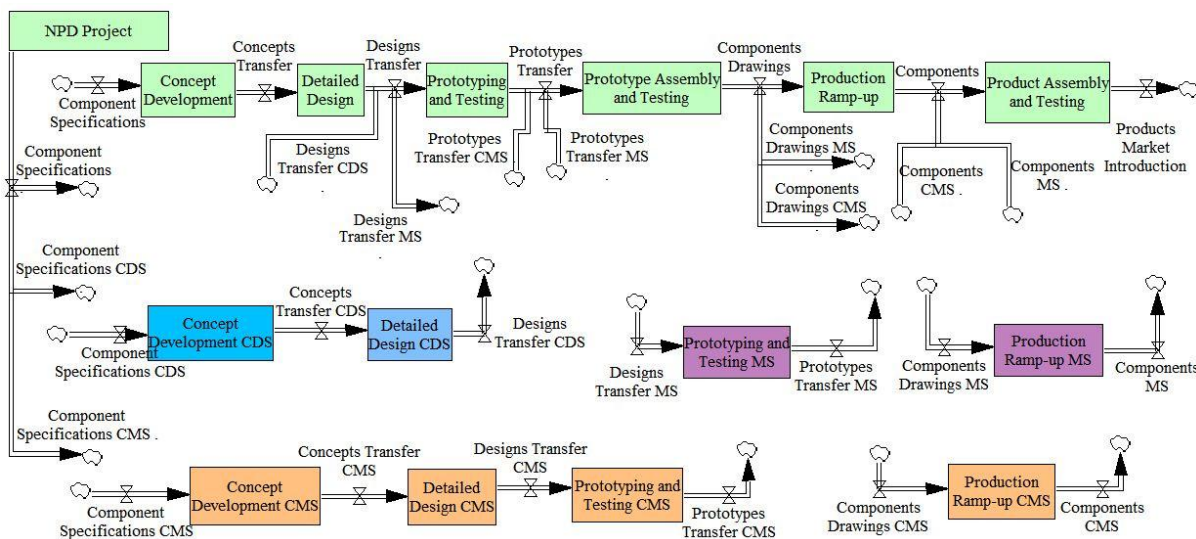 NPD Project
Component
Specifications
Concept
Development
Concepts
Transfer
Detailed
Design
Designs
Transfer
Prototyping
and Testing
Prototypes
Transfer
Prototype Assembly
and Testing
Components
Drawings
Production
Ramp-up
Components
Product Assembly
and Testing
Products
Market
Introduction
Component
Specifications
Designs
Transfer CDS
Designs
Transfer MS
Prototypes
Transfer CMS
Prototypes
Transfer MS
Components
Drawings MS
Components
Drawings CMS
Components
CMS .
Components
MS .
Component
Specifications CDS
Component
Specifications CDS
Concept
Development CDS
Concepts
Transfer CDS
Detailed
Design CDS
Designs
Transfer CDS
Designs
Transfer MS
Prototyping and
Testing MS
Prototypes
Transfer MS
Components
Drawings MS
Production
Ramp-up MS
Components
MS
Component
Specifications CMS .
Component
Specifications CMS
Concept
Development CMS
Concepts Transfer
CMS
Detailed
Design CMS
Designs Transfer
CMS
Prototyping and
Testing CMS
Prototypes
Transfer CMS
Components
Drawings CMS
Production
Ramp-up CMS
Components
CMS